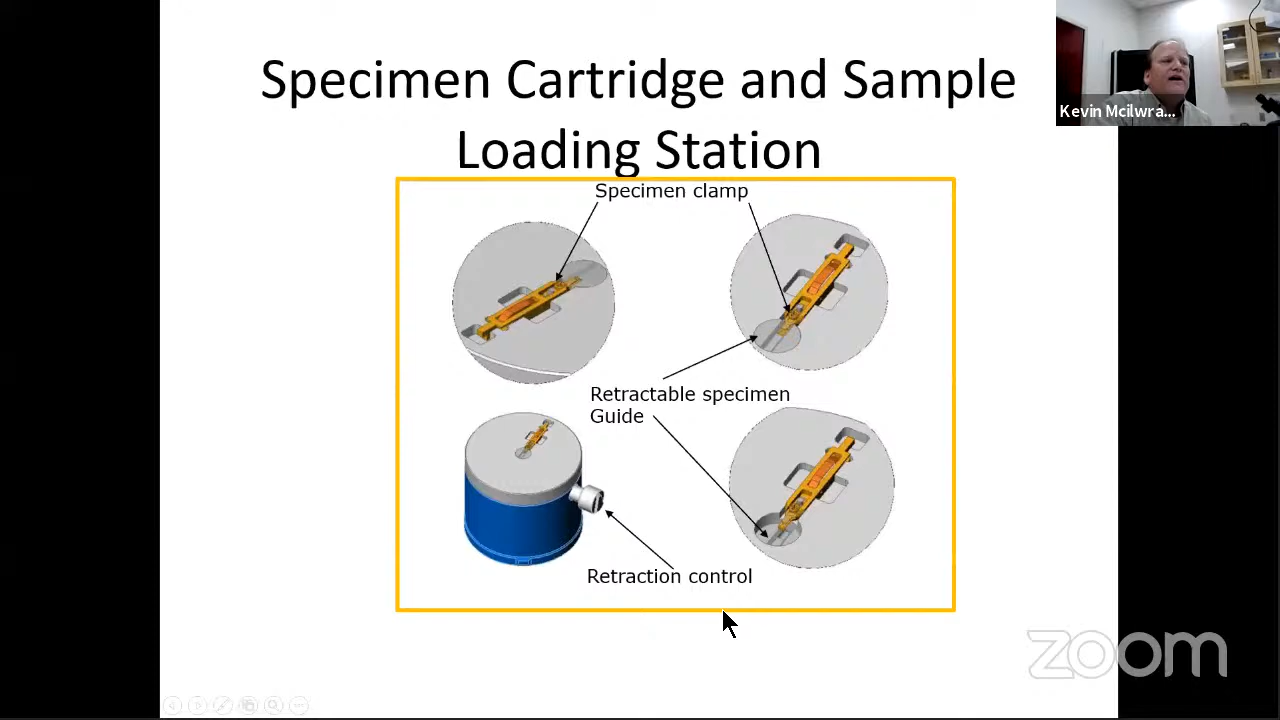 Specimen Cartridge and Sample
Loading Station
Kevin Mcilwra...
Specimen clamp
Retractable specimen
Guide
Retraction control
zoom